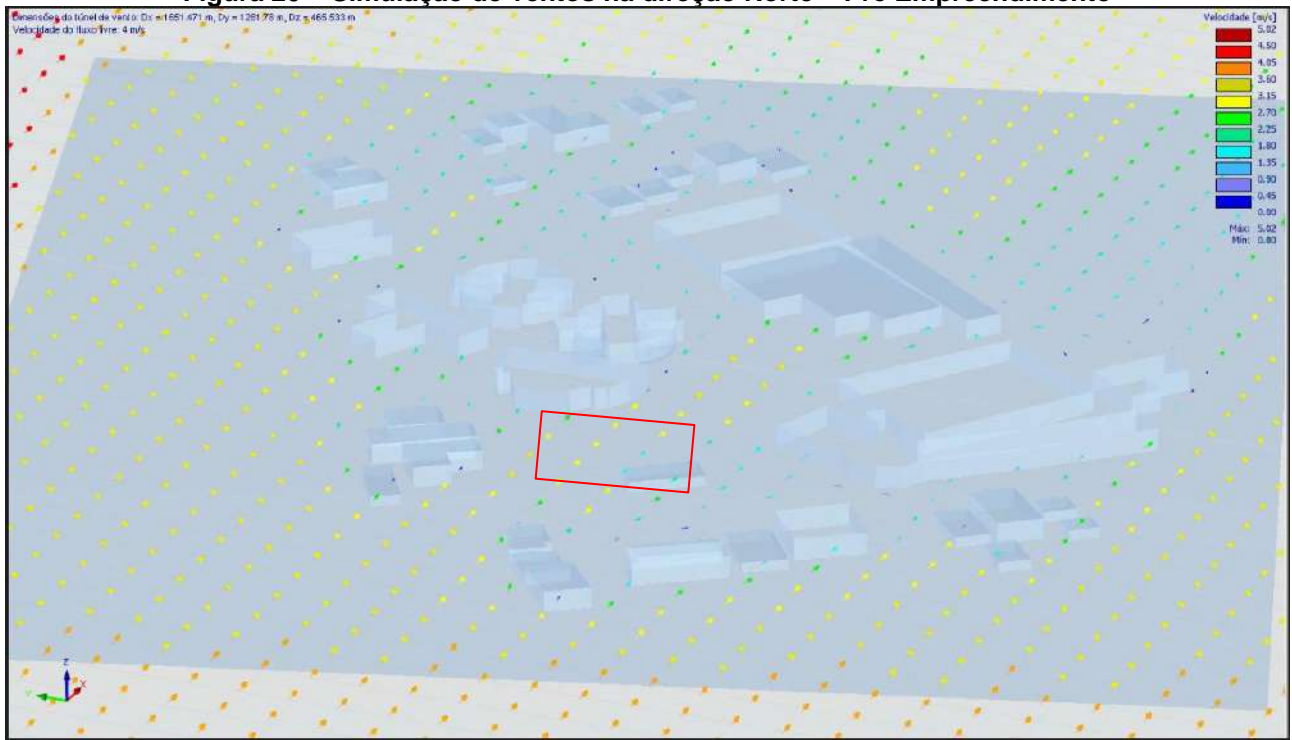 Figura 20 – Simulação de Ventos na direção Norte – Pré Empreendimento
Dimensões do túnel de vento: Dx = 1651.471 m, Dy = 1281.78 m, Dz = 465.533 m
Velocidade do fluxo livre: 4 m/s
Velocidade [m/s]
5.02
4.50
4.05
3.60
3.15
2.70
2.25
1.80
1.35
0.90
0.45
0.00
Máx: 5.02
Mín: 0.00
Z
Y
X